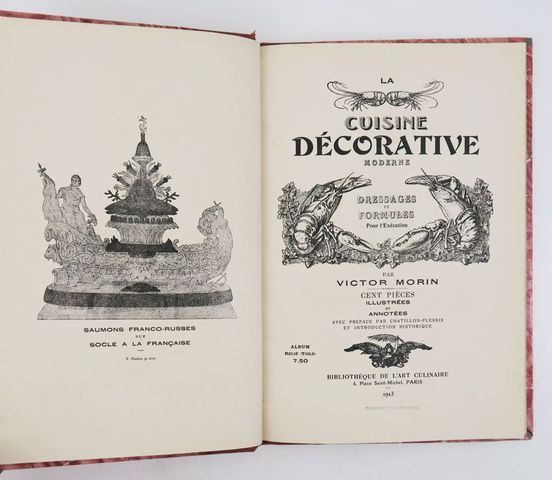 SAUMONS FRANCO-RUSSES
SUR
SOCLE A LA FRANÇAISE
LA
CUISINE
DÉCORATIVE
MODERNE
DRESSAGES
ET
FORMULES
Pour l'Exécution
PAR
VICTOR MORIN
CENT PIÈCES
ILLUSTRÉES
ET
ANNOTÉES
AVEC PRÉFACE PAR CHATILLON-PLESSIS
ET INTRODUCTION HISTORIQUE
ALBUM
RELIÉ (TOILE)
7.50
BIBLIOTHÈQUE DE L'ART CULINAIRE
4, Place Saint-Michel, PARIS
1913